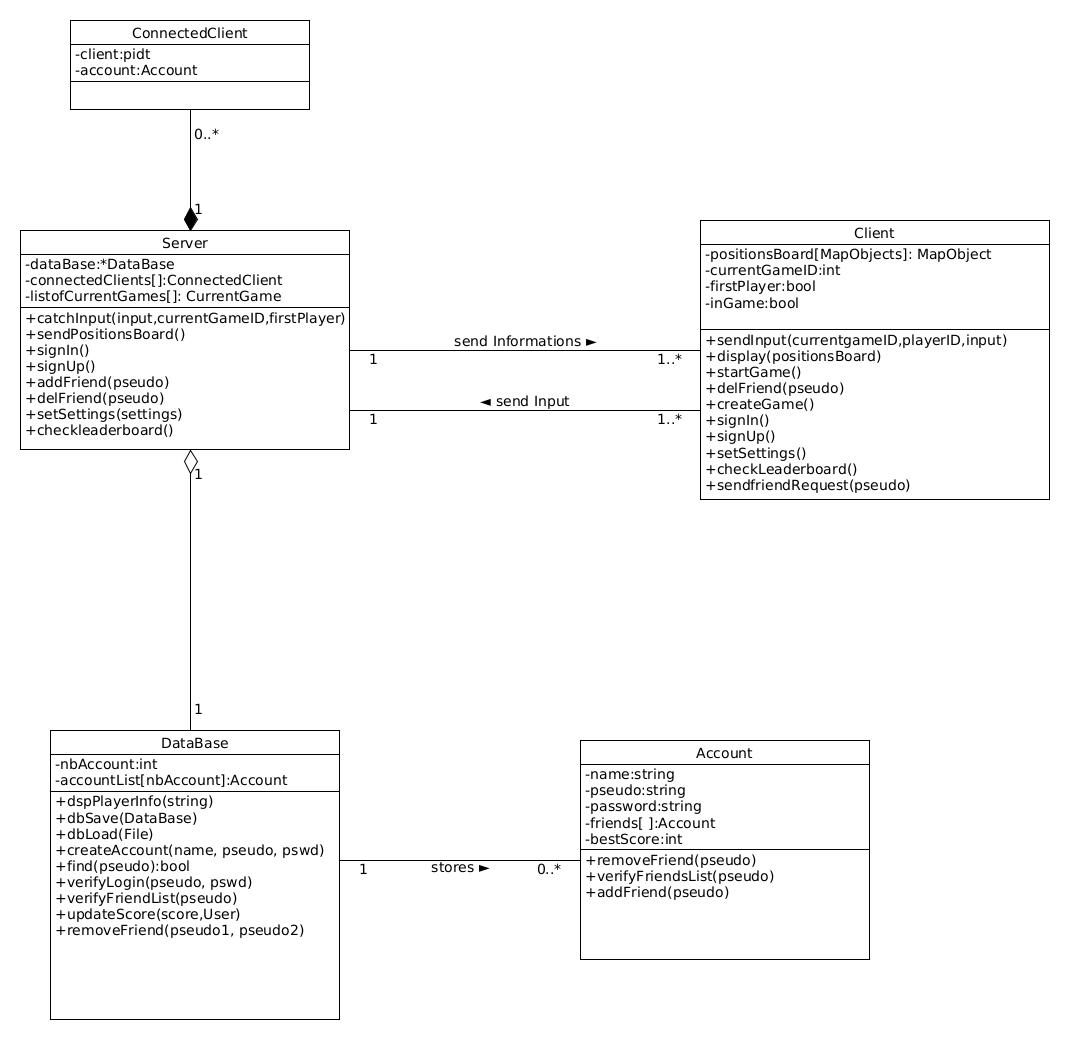 ConnectedClient
-client:pidt
-account:Account
0..*
1
Server
-dataBase:*DataBase
-connectedClients[]:ConnectedClient
-listofCurrentGames[]: CurrentGame
+catchInput(input,currentGameID,firstPlayer)
+sendPositionsBoard()
+signIn()
+signUp()
+addFriend(pseudo)
+delFriend(pseudo)
+setSettings(settings)
+checkleaderboard()
send Informations ►
1
1..*
◄ send Input
1
1..*
Client
-positionsBoard[MapObjects]: MapObject
-currentGameID:int
-firstPlayer:bool
-inGame:bool
+sendInput(currentgameID,playerID,input)
+display(positionsBoard)
+startGame()
+delFriend(pseudo)
+createGame()
+signIn()
+signUp()
+setSettings()
+checkLeaderboard()
+sendfriendRequest(pseudo)
1
1
DataBase
-nbAccount:int
-accountList[nbAccount]:Account
+dspPlayerInfo(string)
+dbSave(DataBase)
+dbLoad(File)
+createAccount(name, pseudo, pswd)
+find(pseudo):bool
+verifyLogin(pseudo, pswd)
+verifyFriendList(pseudo)
+updateScore(score,User)
+removeFriend(pseudo1, pseudo2)
1
stores ►
0..*
Account
-name:string
-pseudo:string
-password:string
-friends[ ]:Account
-bestScore:int
+removeFriend(pseudo)
+verifyFriendsList(pseudo)
+addFriend(pseudo)